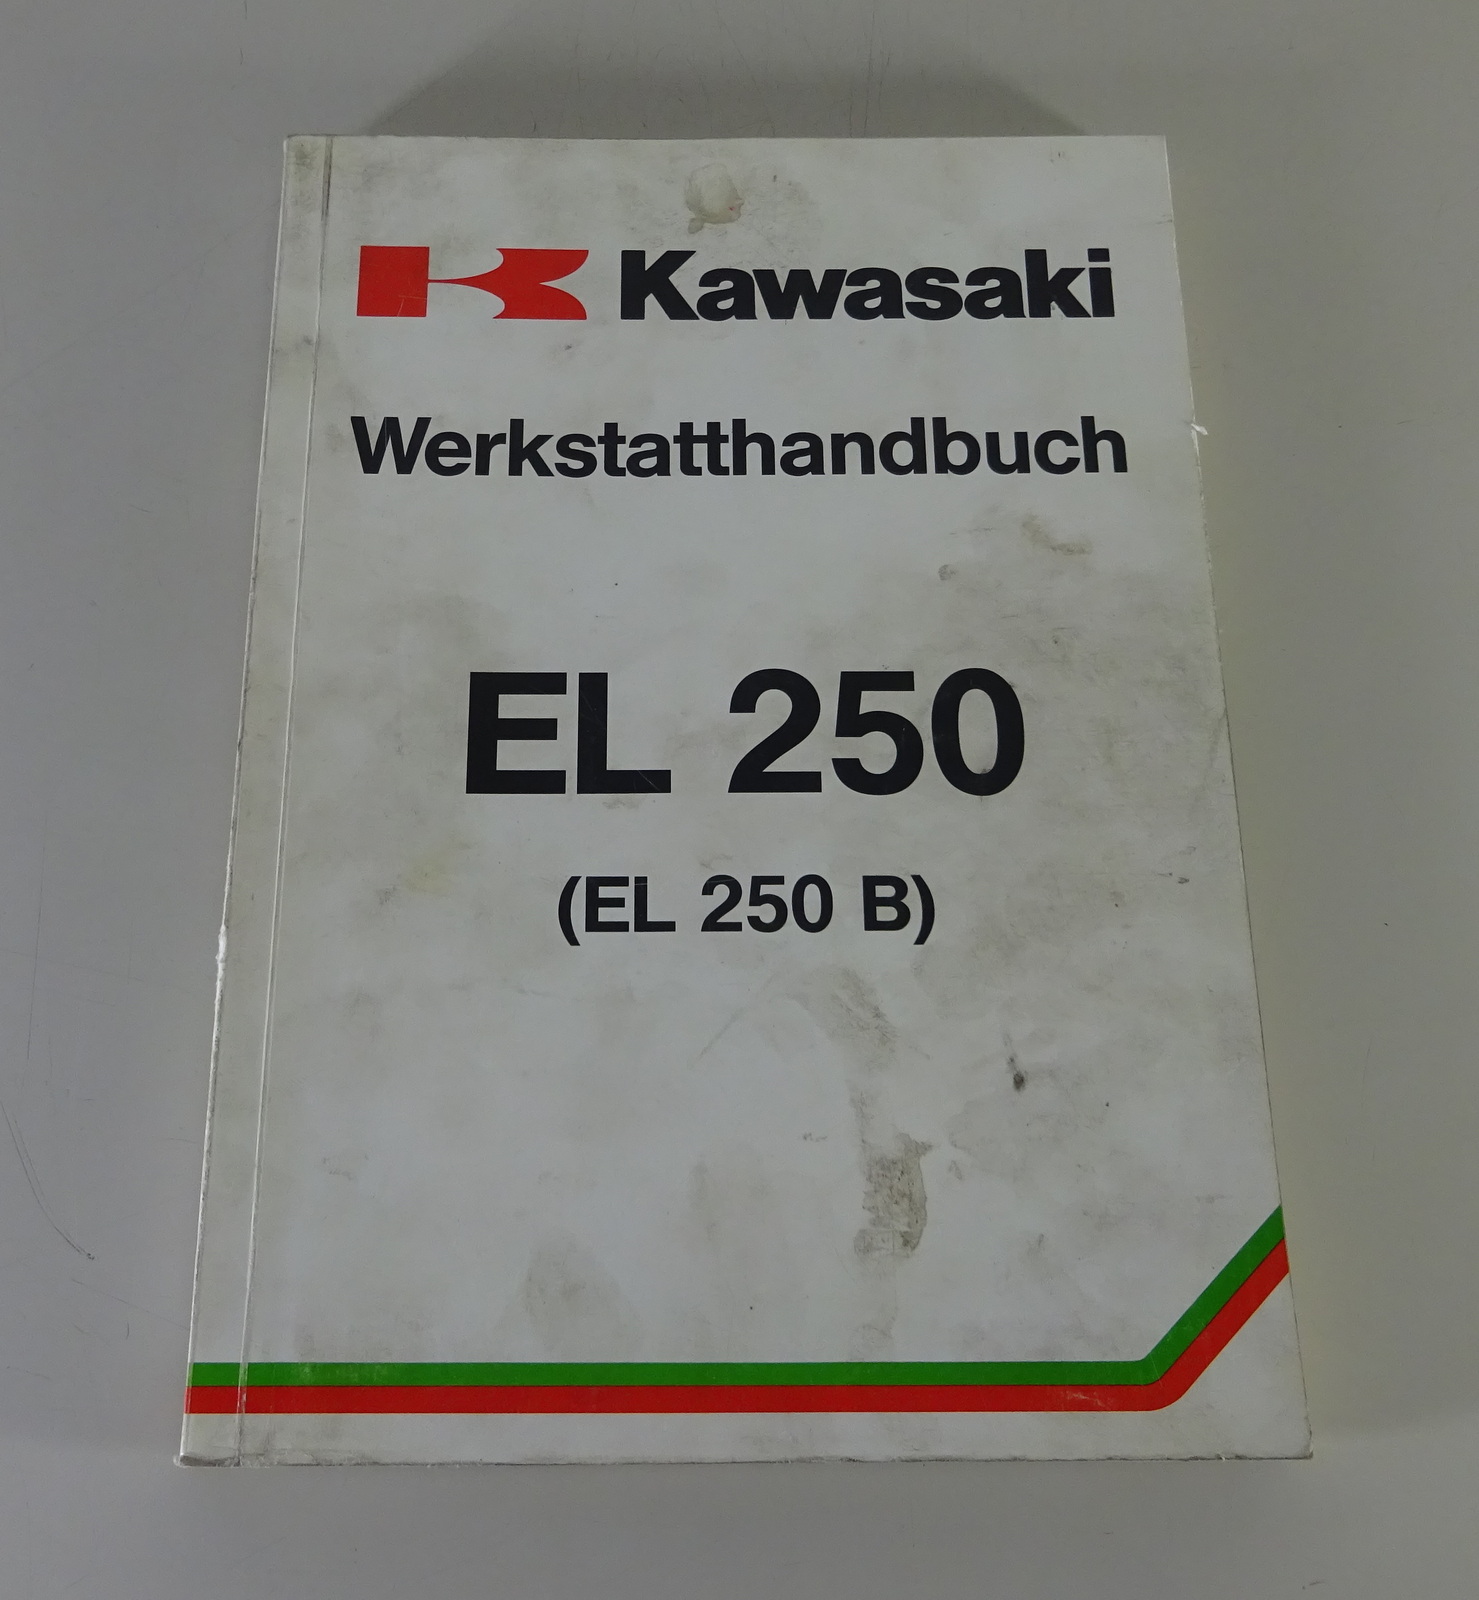 Kawasaki
Werkstatthandbuch
EL 250
(EL 250 B)